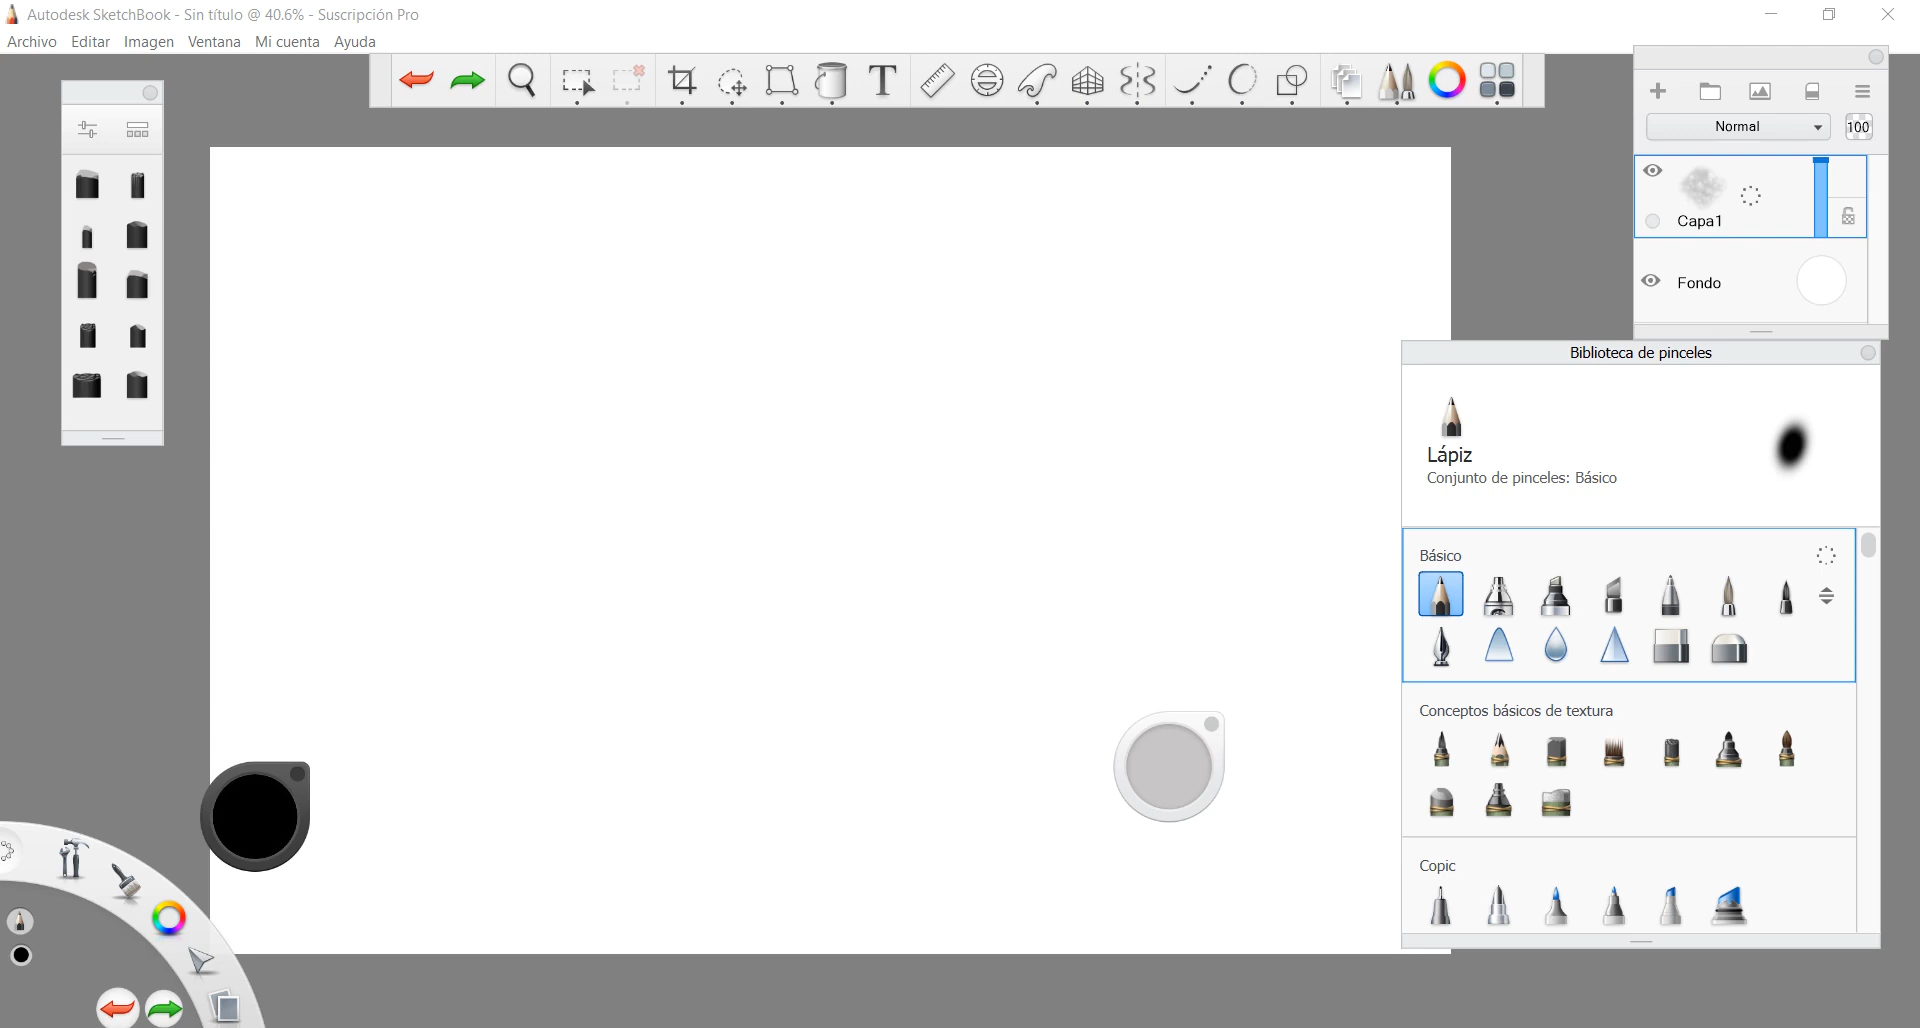 Autodesk SketchBook - Sin título @ 40.6% - Suscripción Pro
Archivo Editar Imagen Ventana Mi cuenta Ayuda
T
Normal 100
Capa1
Fondo
Biblioteca de pinceles
Lápiz
Conjunto de pinceles: Básico
Básico
Conceptos básicos de textura
Copic